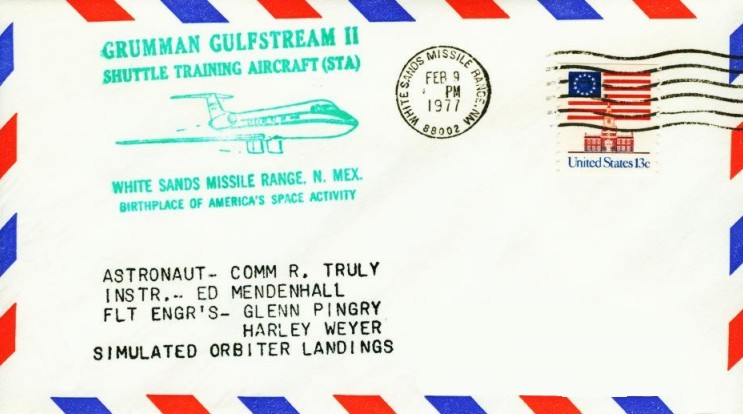 GRUMMAN GULFSTREAM II
SHUTTLE TRAINING AIRCRAFT (STA)
WHITE SANDS MISSILE RANGE, N. MEX.
BIRTHPLACE OF AMERICA'S SPACE ACTIVITY
WHITE SANDS MISSILE RANGE, NM
FEB 9
PM
1977
88002
United States 13c
ASTRONAUT- COMM R. TRULY
INSTR.- ED MENDENHALL
FLT ENGR'S- GLENN PINGRY
HARLEY WEYER
SIMULATED ORBITER LANDINGS